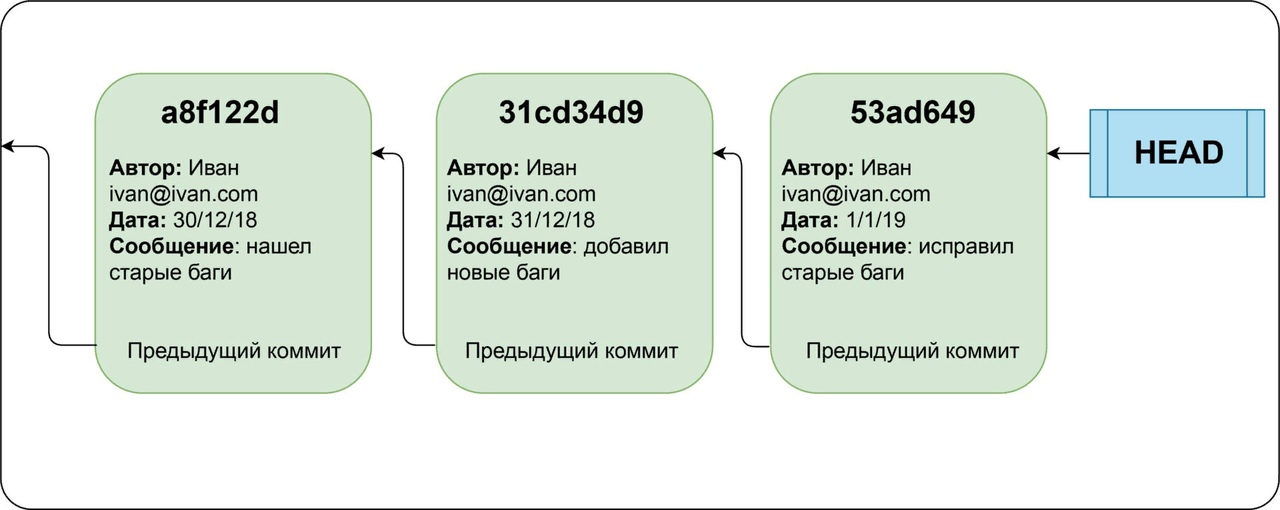 a8f122d
Автор: Иван
ivan@ivan.com
Дата: 30/12/18
Сообщение: нашел
старые баги
Предыдущий коммит
31cd34d9
Автор: Иван
ivan@ivan.com
Дата: 31/12/18
Сообщение: добавил
новые баги
Предыдущий коммит
53ad649
Автор: Иван
ivan@ivan.com
Дата: 1/1/19
Сообщение: исправил
старые баги
Предыдущий коммит
HEAD